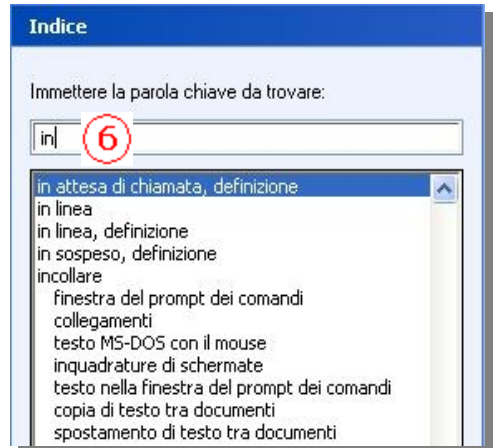 Indice
Immettere la parola chiave da trovare:
in 6
in attesa di chiamata, definizione
in linea
in linea, definizione
in sospeso, definizione
incollare
finestra del prompt dei comandi
collegamenti
testo MS-DOS con il mouse
inquadrature di schermate
testo nella finestra del prompt dei comandi
copia di testo tra documenti
spostamento di testo tra documenti